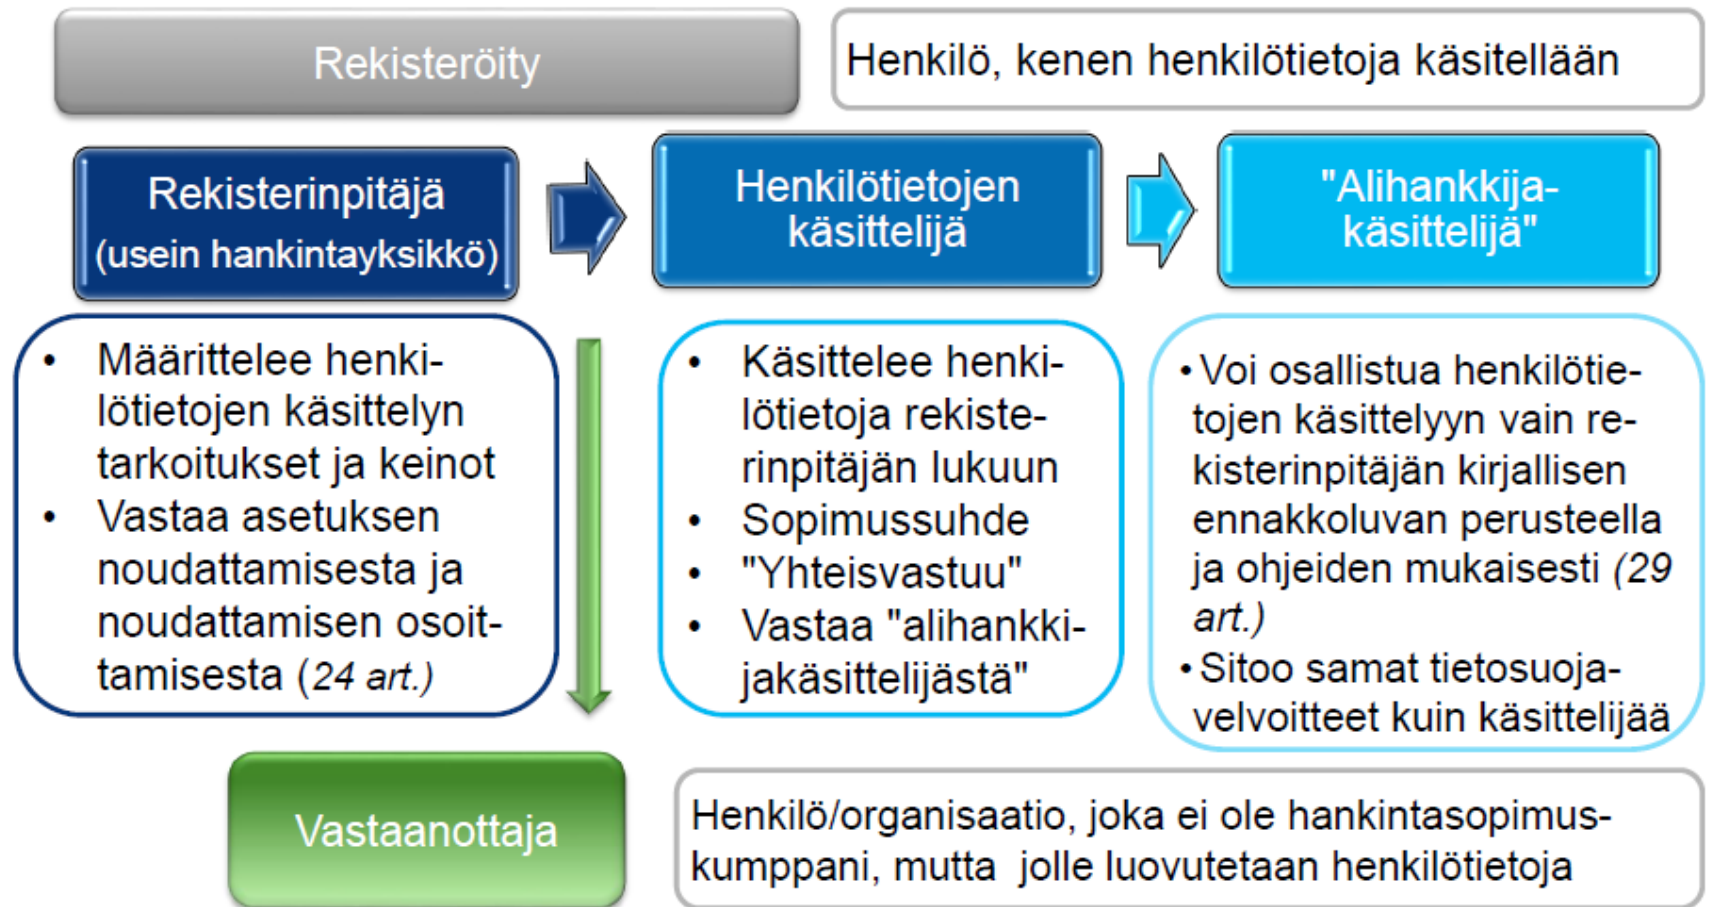 Rekisteröity
Henkilö, kenen henkilötietoja käsitellään
Rekisterinpitäjä
(usein hankintayksikkö)
Henkilötietojen
käsittelijä
"Alihankkija-
käsittelijä"
• Määrittelee henki-
lötietojen käsittelyn
tarkoitukset ja keinot
• Vastaa asetuksen
noudattamisesta ja
noudattamisen osoit-
tamisesta (24 art.)
• Käsittelee henki-
lötietoja rekiste-
rinpitäjän lukuun
• Sopimussuhde
• "Yhteisvastuu"
• Vastaa "alihankki-
jakäsittelijästä"
• Voi osallistua henkilötie-
tojen käsittelyyn vain re-
kisterinpitäjän kirjallisen
ennakkoluvan perusteella
ja ohjeiden mukaisesti (29
art.)
• Sitoo samat tietosuoja-
velvoitteet kuin käsittelijää
Vastaanottaja
Henkilö/organisaatio, joka ei ole hankintasopimus-
kumppani, mutta jolle luovutetaan henkilötietoja